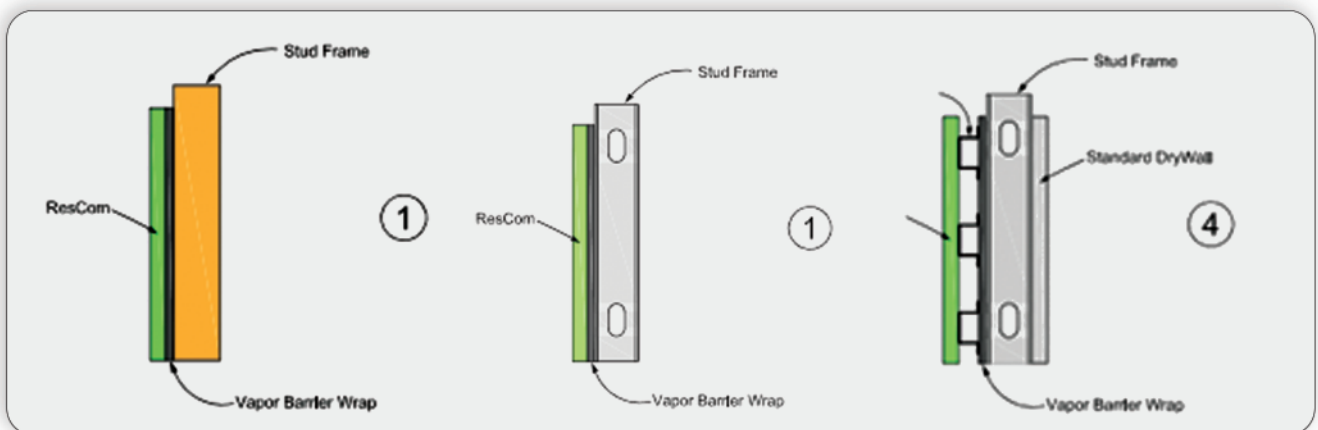 Stud Frame
ResCom
1
Vapor Barrier Wrap
Stud Frame
ResCom
1
Vapor Barrier Wrap
Stud Frame
Standard DryWall
4
Vapor Barrier Wrap